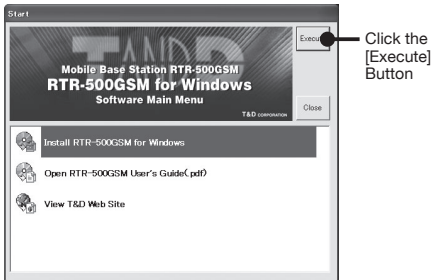 Start
Mobile Base Station RTR-500GSM
RTR-500GSM for Windows
Software Main Menu
T&D CORPORATION
Execute
Close
Click the
[Execute]
Button
Install RTR-500GSM for Windows
Open RTR-500GSM User's Guide(.pdf)
View T&D Web Site